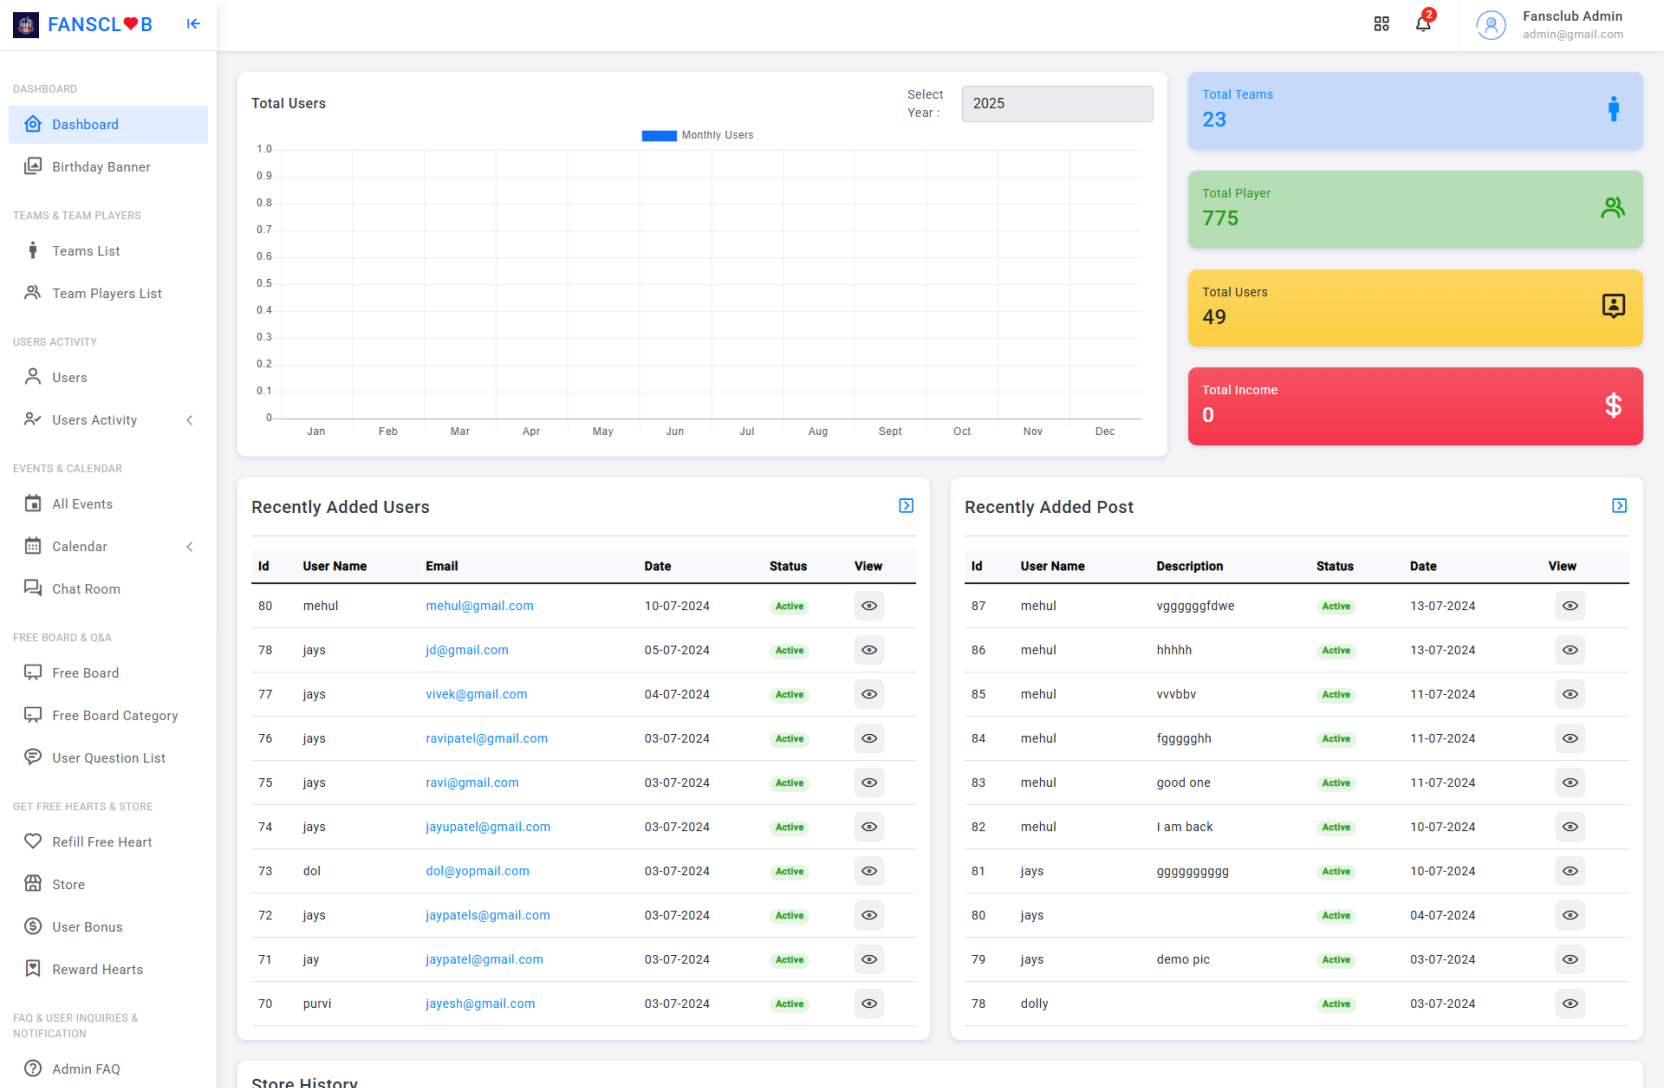 FANSCL❤B
2
Fansclub Admin
admin@gmail.com
DASHBOARD
Dashboard
Birthday Banner
TEAMS & TEAM PLAYERS
Teams List
Team Players List
USERS ACTIVITY
Users
Users Activity
EVENTS & CALENDAR
All Events
Calendar
Chat Room
FREE BOARD & Q&A
Free Board
Free Board Category
User Question List
GET FREE HEARTS & STORE
Refill Free Heart
Store
User Bonus
Reward Hearts
FAQ & USER INQUIRIES &
NOTIFICATION
Admin FAQ
Total Users
Select
Year :
2025
Monthly Users
1.0
0.9
0.8
0.7
0.6
0.5
0.4
0.3
0.2
0.1
0
Jan Feb Mar Apr May Jun Jul Aug Sept Oct Nov Dec
Total Teams
23
Total Player
775
Total Users
49
Total Income
0
$
Recently Added Users
Id User Name Email Date Status View
80 mehul mehul@gmail.com 10-07-2024 Active
78 jays jd@gmail.com 05-07-2024 Active
77 jays vivek@gmail.com 04-07-2024 Active
76 jays ravipatel@gmail.com 03-07-2024 Active
75 jays ravi@gmail.com 03-07-2024 Active
74 jays jayupatel@gmail.com 03-07-2024 Active
73 dol dol@yopmail.com 03-07-2024 Active
72 jays jaypatels@gmail.com 03-07-2024 Active
71 jay jaypatel@gmail.com 03-07-2024 Active
70 purvi jayesh@gmail.com 03-07-2024 Active
Recently Added Post
Id User Name Description Status Date View
87 mehul vggggggfdwe Active 13-07-2024
86 mehul hhhhh Active 13-07-2024
85 mehul vvvbbv Active 11-07-2024
84 mehul fggggghh Active 11-07-2024
83 mehul good one Active 11-07-2024
82 mehul I am back Active 10-07-2024
81 jays gggggggggg Active 10-07-2024
80 jays Active 04-07-2024
79 jays demo pic Active 03-07-2024
78 dolly Active 03-07-2024
Store History